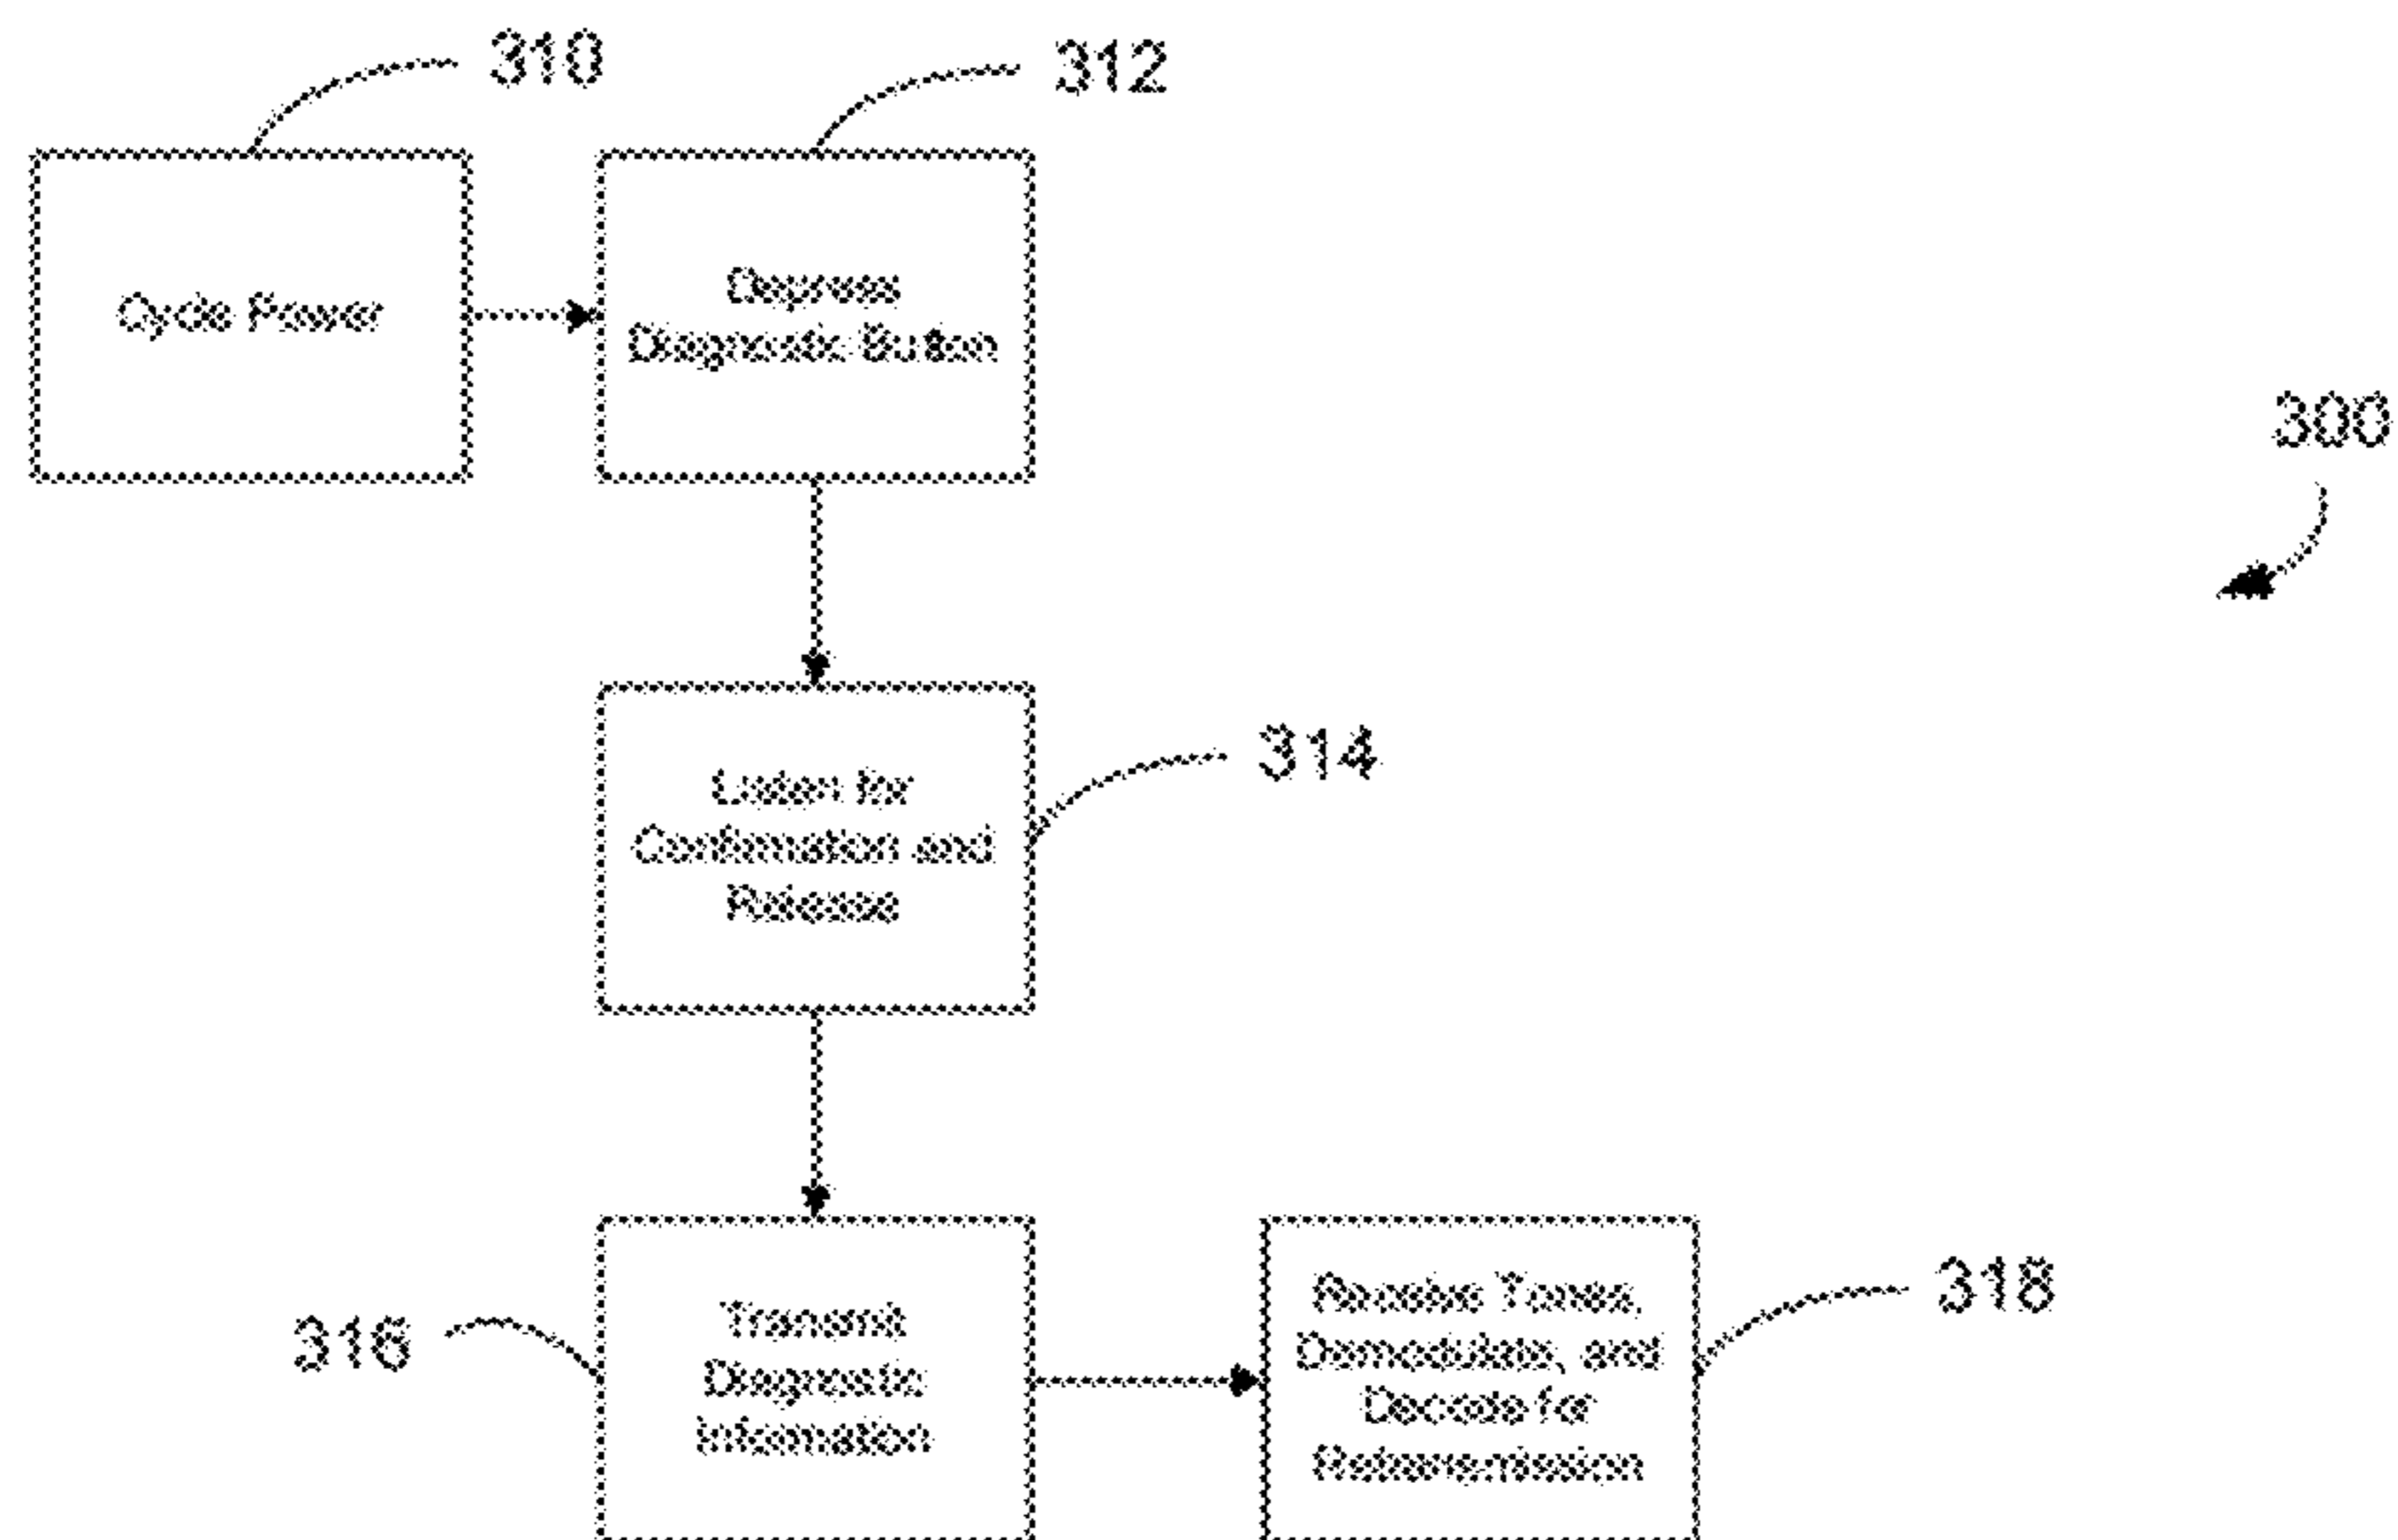 310
312
Cycle Power
Depress
Diagnostic Button
300
Listen for
Confirmation and
Release
314
316
Transmit
Diagnostic
Information
Receive Tones,
Demodulate, and
Decode for
Retransmission
318